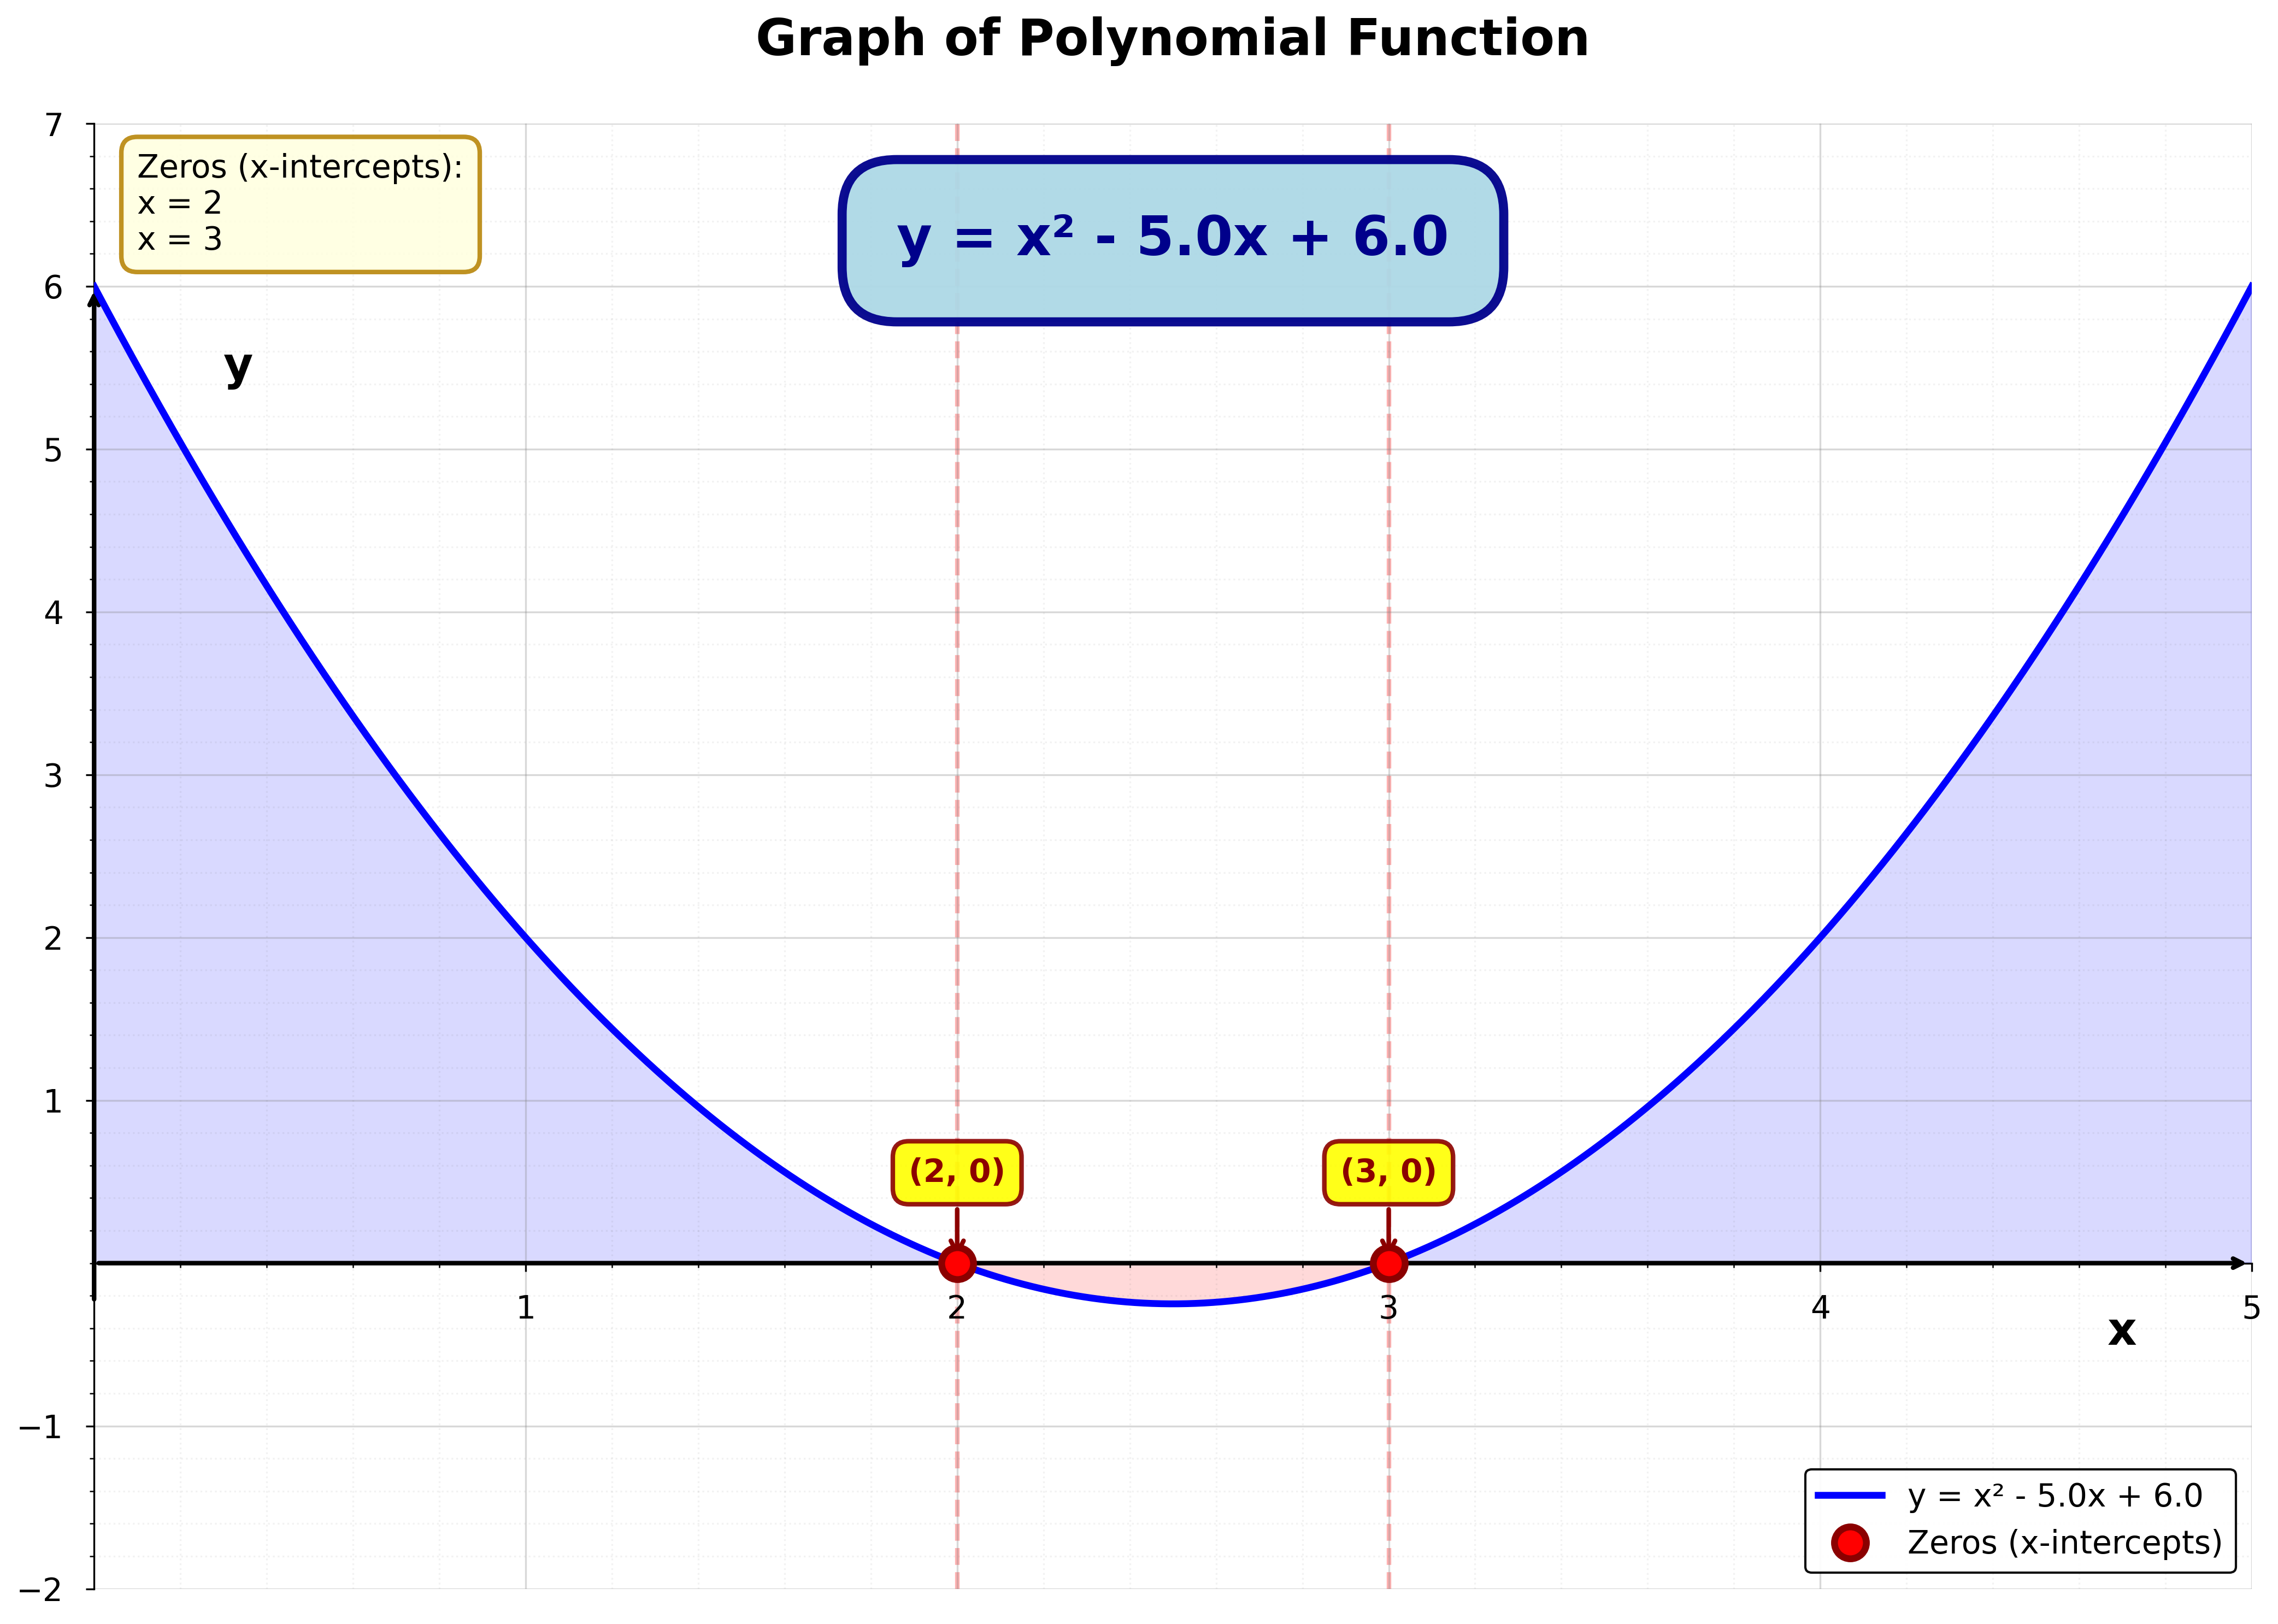 Graph of Polynomial Function
7
Zeros (x-intercepts):
x = 2
x = 3
y = x² - 5.0x + 6.0
6
y
5
4
3
2
1
(2, 0)
(3, 0)
1
2
3
4
5
x
−1
−2
y = x² - 5.0x + 6.0
Zeros (x-intercepts)